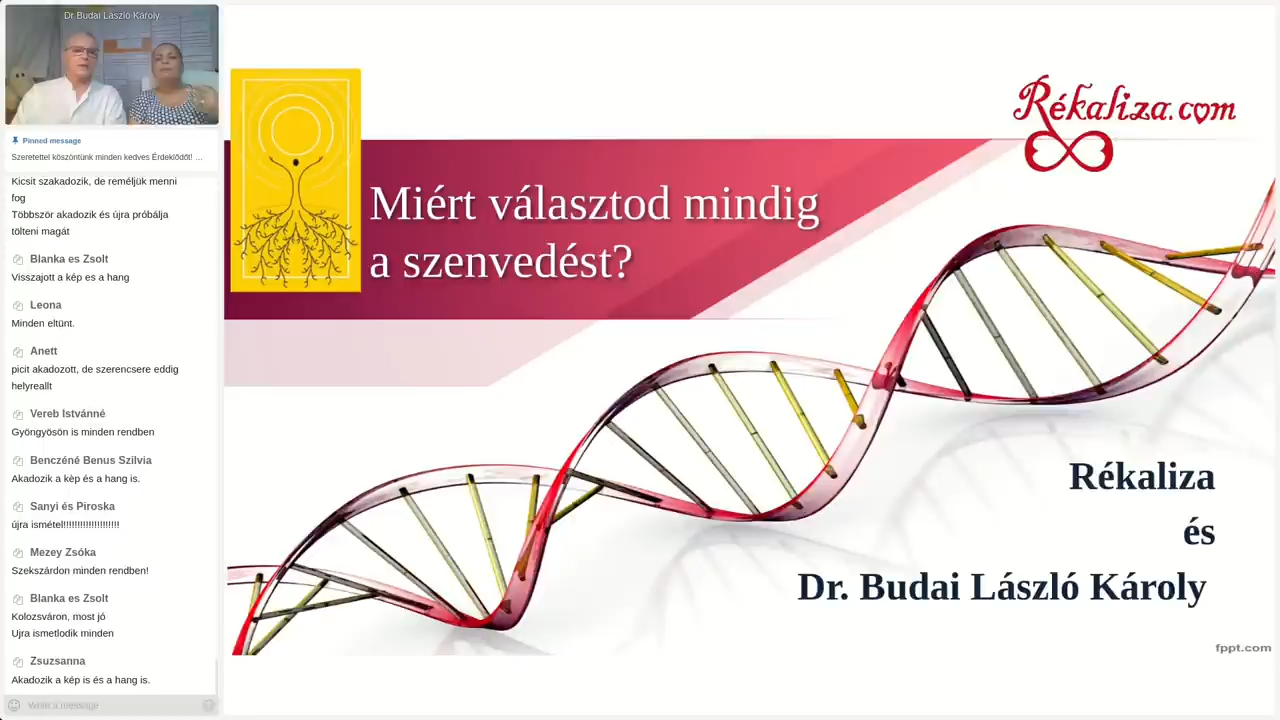 Dr Budai László Károly
Pinned message
Szeretettel köszöntünk minden kedves Érdeklődőt! ...
Kicsit szakadozik, de reméljük menni
fog
Többször akadozik és újra próbálja
tölteni magát
Blanka es Zsolt
Visszajott a kép es a hang
Leona
Minden eltünt.
Anett
picit akadozott, de szerencsere eddig
helyreallt
Vereb Istvánné
Gyöngyösön is minden rendben
Benczéné Benus Szilvia
Akadozik a kèp és a hang is.
Sanyi és Piroska
újra ismétel!!!!!!!!!!!!!!!!!!!!
Mezey Zsóka
Szekszárdon minden rendben!
Blanka es Zsolt
Kolozsváron, most jó
Ujra ismetlodik minden
Zsuzsanna
Akadozik a kép is és a hang is.
Write a message
Rékaliza.com
Miért választod mindig
a szenvedést?
Rékaliza
és
Dr. Budai László Károly
fppt.com